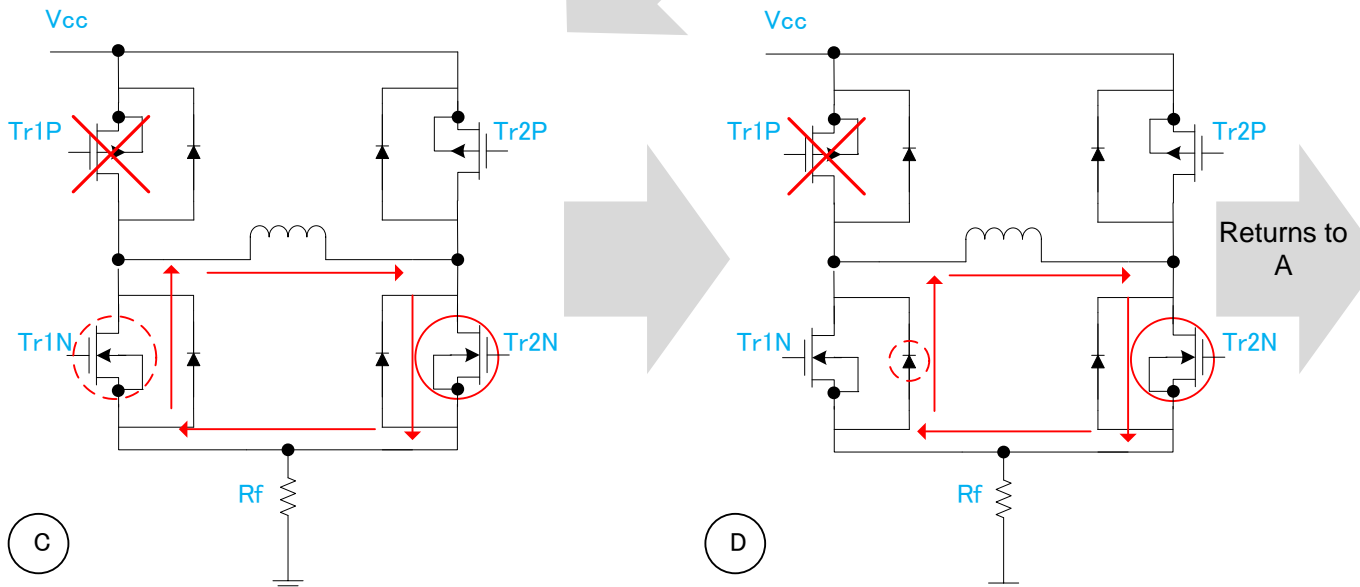 Vcc
Tr1P
Tr2P
Tr1N
Tr2N
Rf
C
Vcc
Tr1P
Tr2P
Tr1N
Tr2N
Rf
D
Returns to
A